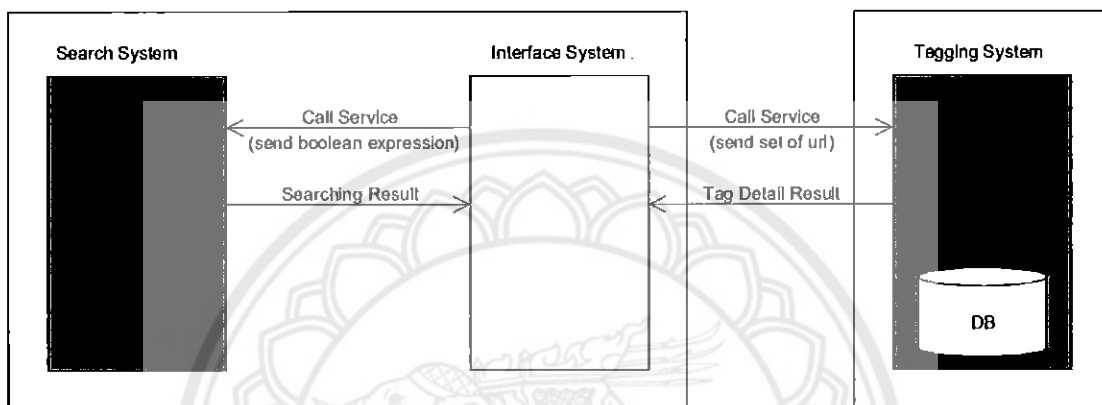 Search System
Interface System .
Tagging System
Call Service
(send boolean expression)
Call Service
(send set of url)
Searching Result
Tag Detail Result
DB